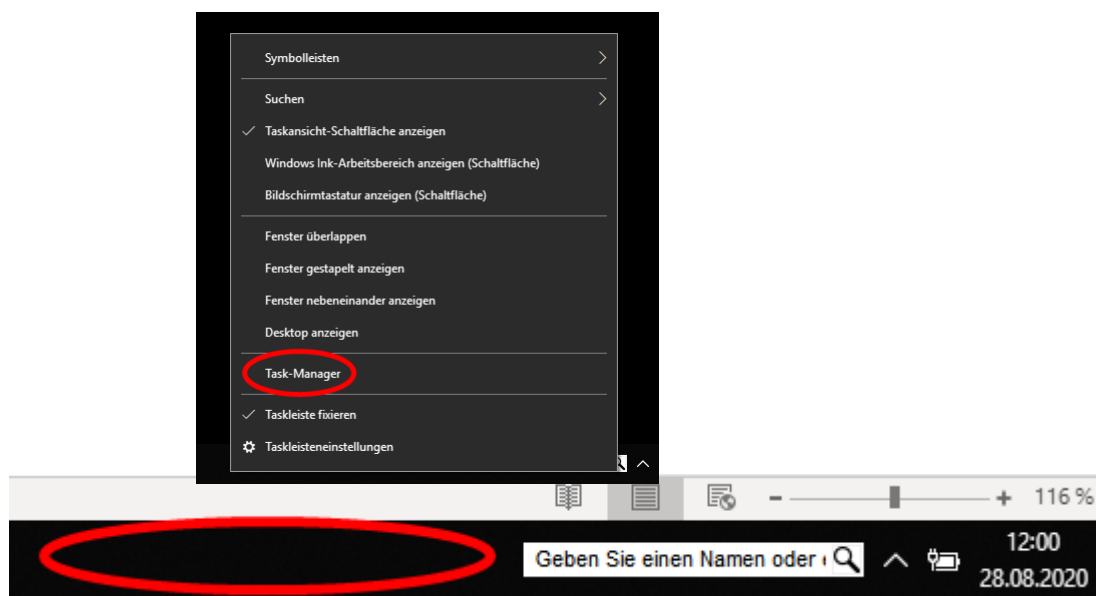 Symbolleisten
Suchen
Taskansicht-Schaltfläche anzeigen
Windows Ink-Arbeitsbereich anzeigen (Schaltfläche)
Bildschirmtastatur anzeigen (Schaltfläche)
Fenster überlappen
Fenster gestapelt anzeigen
Fenster nebeneinander anzeigen
Desktop anzeigen
Task-Manager
Taskleiste fixieren
Taskleisteneinstellungen
116 %
Geben Sie einen Namen oder
12:00
28.08.2020